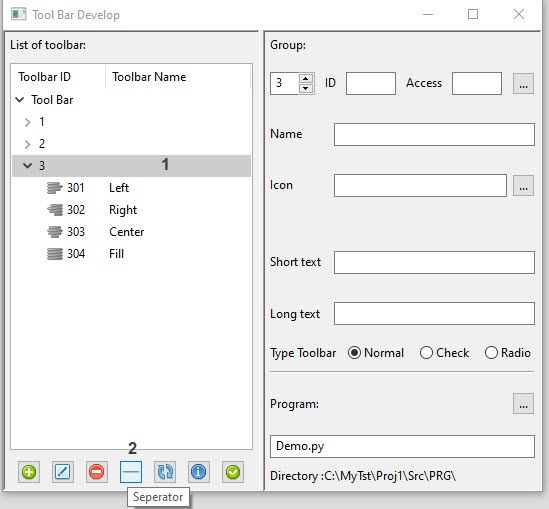 Tool Bar Develop
List of toolbar:
Toolbar ID Toolbar Name
Tool Bar
1
2
3 1
301 Left
302 Right
303 Center
304 Fill
2
Seperator
Group:
3 ID Access ...
Name
Icon ...
Short text
Long text
Type Toolbar Normal Check Radio
Program: ...
Demo.py
Directory :C:\MyTst\Proj1\Src\PRG\